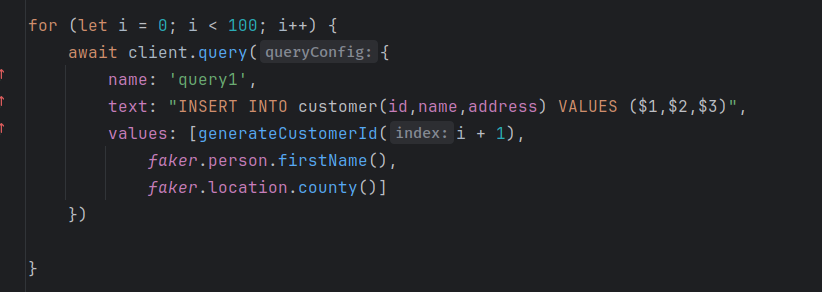 for (let i = 0; i < 100; i++) {
await client.query( queryConfig: {
name: 'query1',
text: "INSERT INTO customer(id,name,address) VALUES ($1,$2,$3)",
values: [generateCustomerId( index: i + 1),
faker.person.firstName(),
faker.location.county()]
})
}